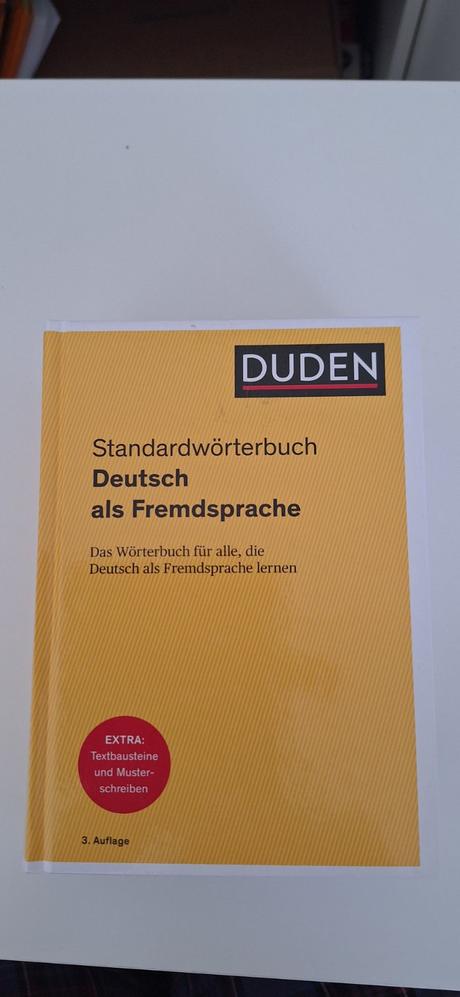 DUDEN
Standardwörterbuch
Deutsch
als Fremdsprache
Das Wörterbuch für alle, die
Deutsch als Fremdsprache lernen
EXTRA:
Textbausteine
und Muster-
schreiben
3. Auflage